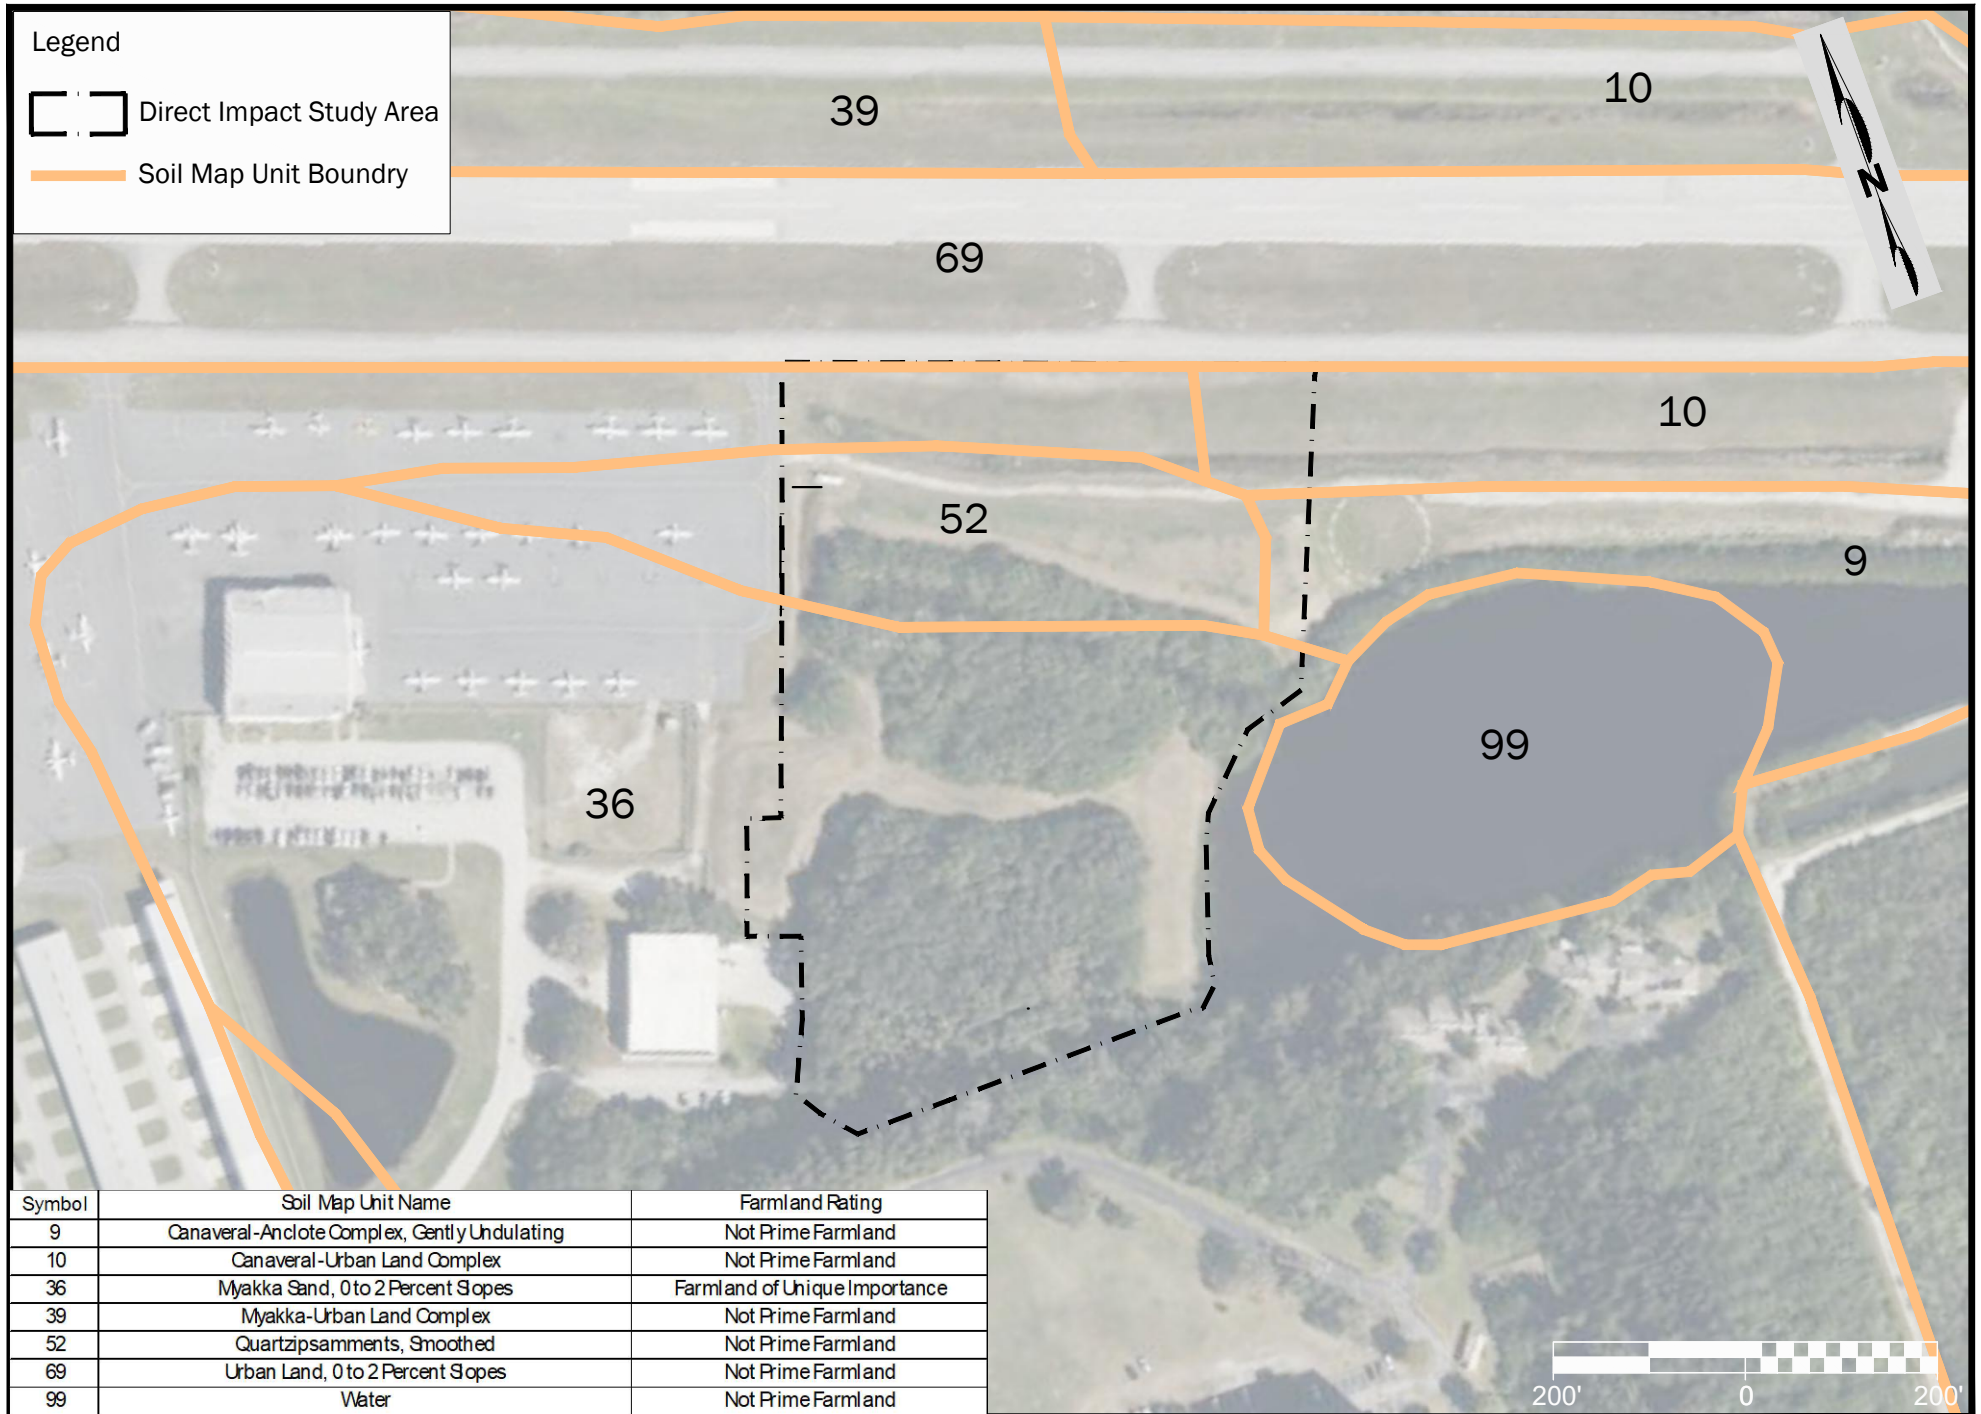 Legend
Direct Impact Study Area
Soil Map Unit Boundry
39
10
N
69
10
52
9
99
36
Symbol Soil Map Unit Name Farmland Rating
9 Canaveral-Anclote Complex, Gently Undulating Not Prime Farmland
10 Canaveral-Urban Land Complex Not Prime Farmland
36 Myakka Sand, 0 to 2 Percent Slopes Farmland of Unique Importance
39 Myakka-Urban Land Complex Not Prime Farmland
52 Quartzipsamments, Smoothed Not Prime Farmland
69 Urban Land, 0 to 2 Percent Slopes Not Prime Farmland
99 Water Not Prime Farmland
200' 0 200'